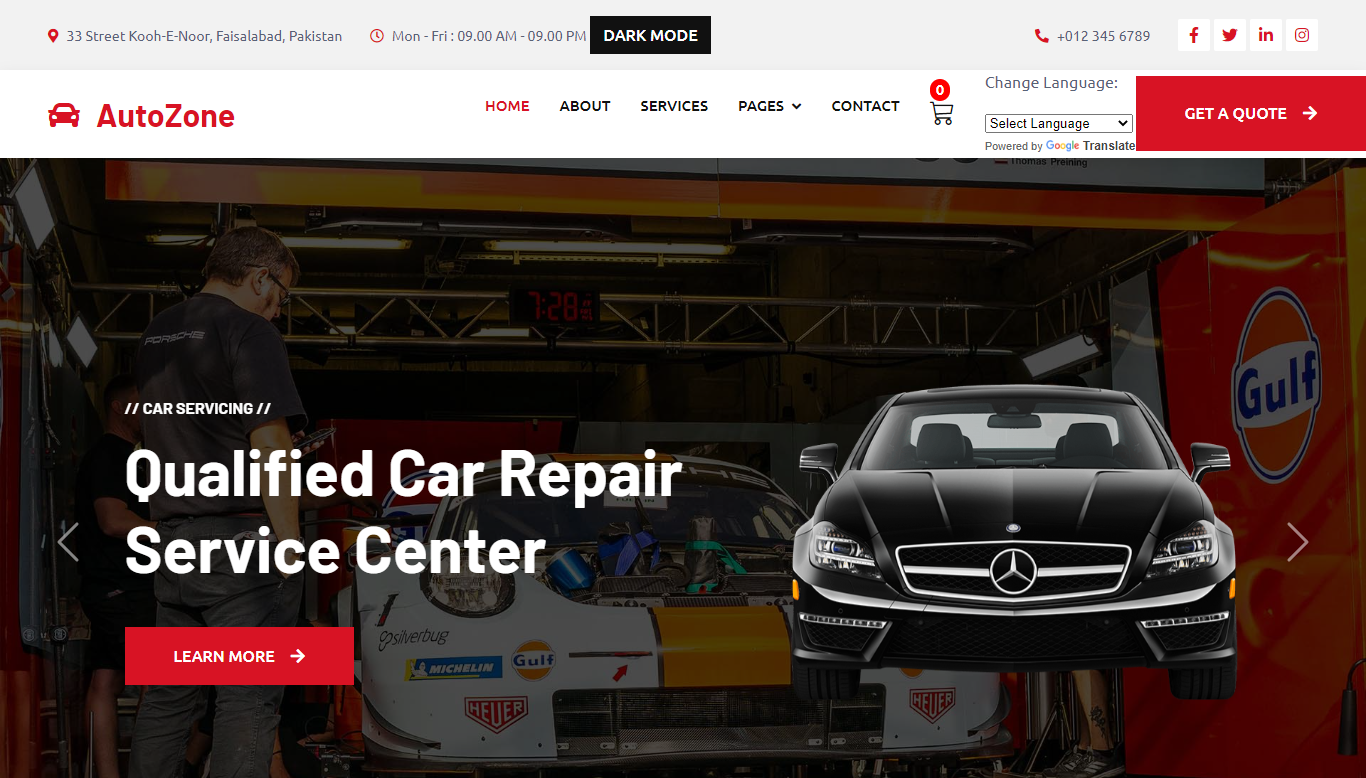 33 Street Kooh-E-Noor, Faisalabad, Pakistan
Mon - Fri : 09.00 AM - 09.00 PM
DARK MODE
+012 345 6789
AutoZone
HOME
ABOUT
SERVICES
PAGES
CONTACT
0
Change Language:
Select Language
Powered by Google Translate
GET A QUOTE
Thomas Preining
7:28
PORSCHE
Gulf
// CAR SERVICING //
Qualified Car Repair
Service Center
silverbug
MICHELIN
Gulf
LEARN MORE
HEUER
HEUER